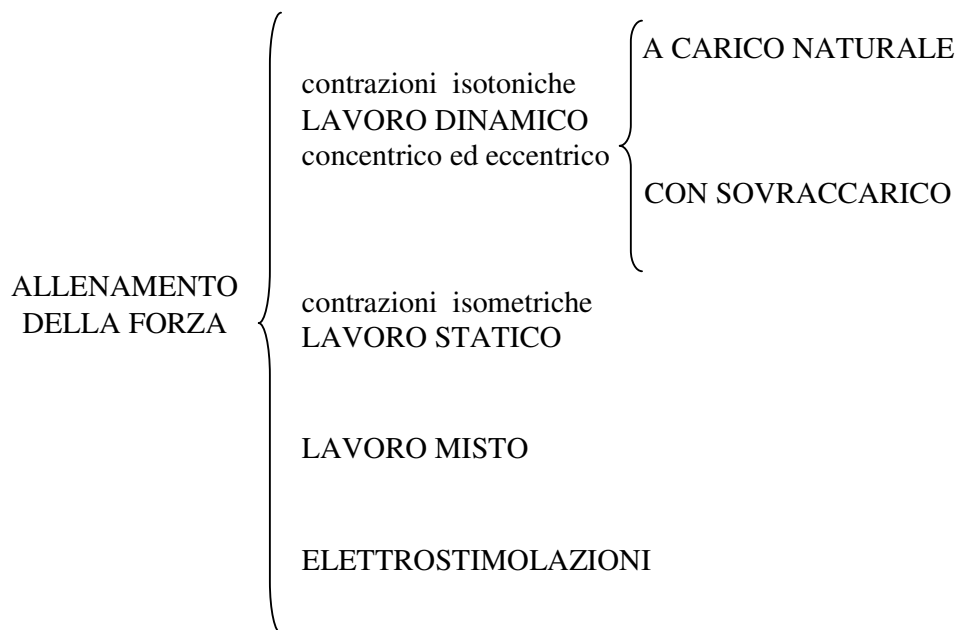 A CARICO NATURALE
contrazioni isotoniche
LAVORO DINAMICO
concentrico ed eccentrico
CON SOVRACCARICO
ALLENAMENTO
DELLA FORZA
contrazioni isometriche
LAVORO STATICO
LAVORO MISTO
ELETTROSTIMOLAZIONI